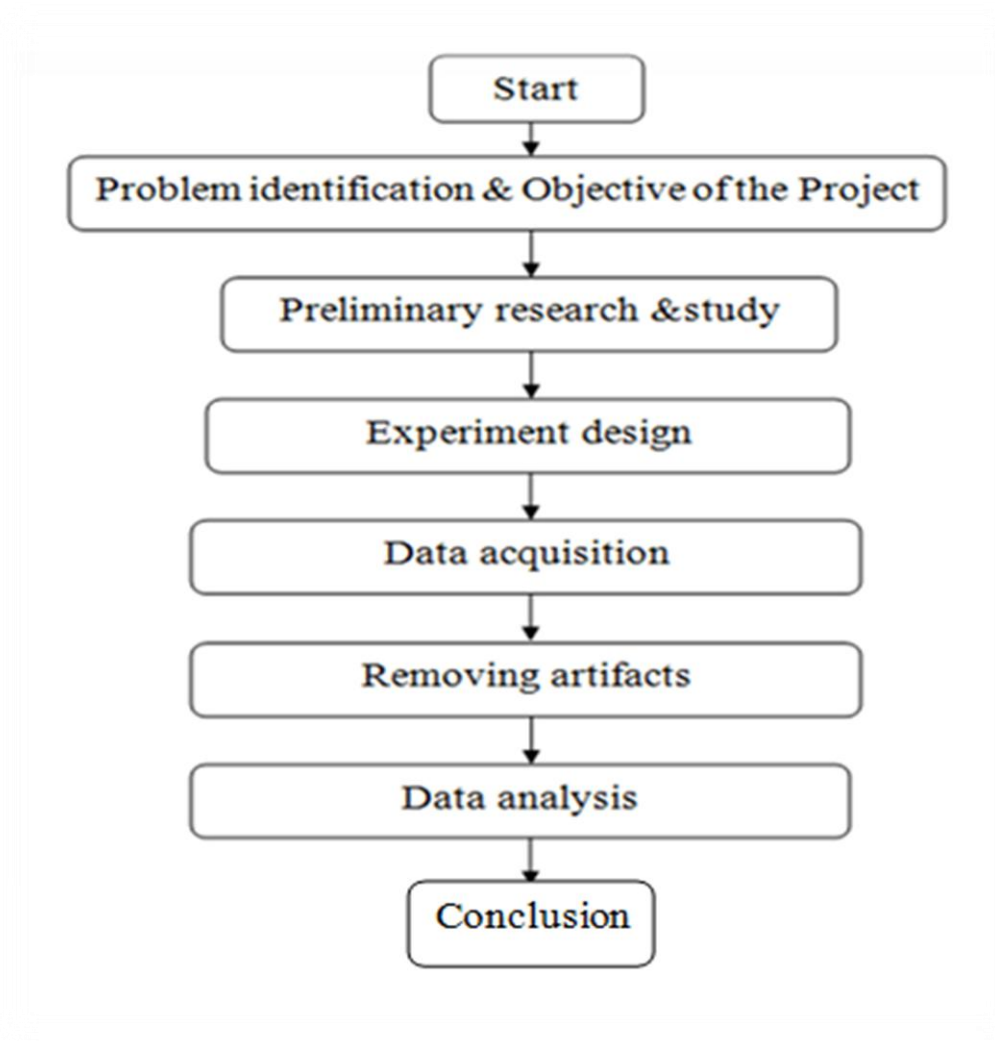 Start
Problem identification & Objective of the Project
Preliminary research &study
Experiment design
Data acquisition
Removing artifacts
Data analysis
Conclusion